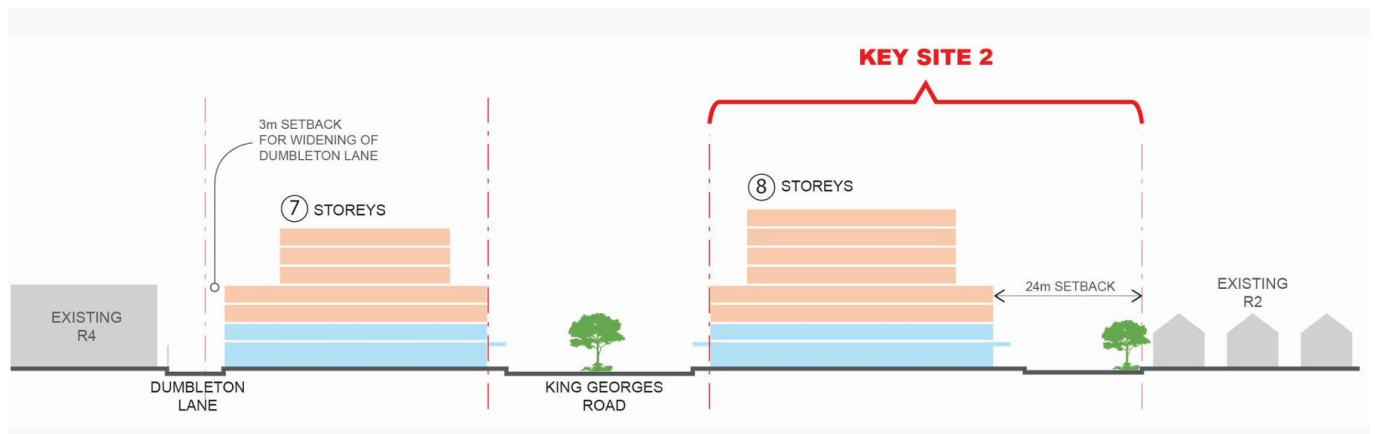 KEY SITE 2
3m SETBACK
FOR WIDENING OF
DUMBLETON LANE
7 STOREYS
8 STOREYS
24m SETBACK
EXISTING
R2
EXISTING
R4
DUMBLETON
LANE
KING GEORGES
ROAD